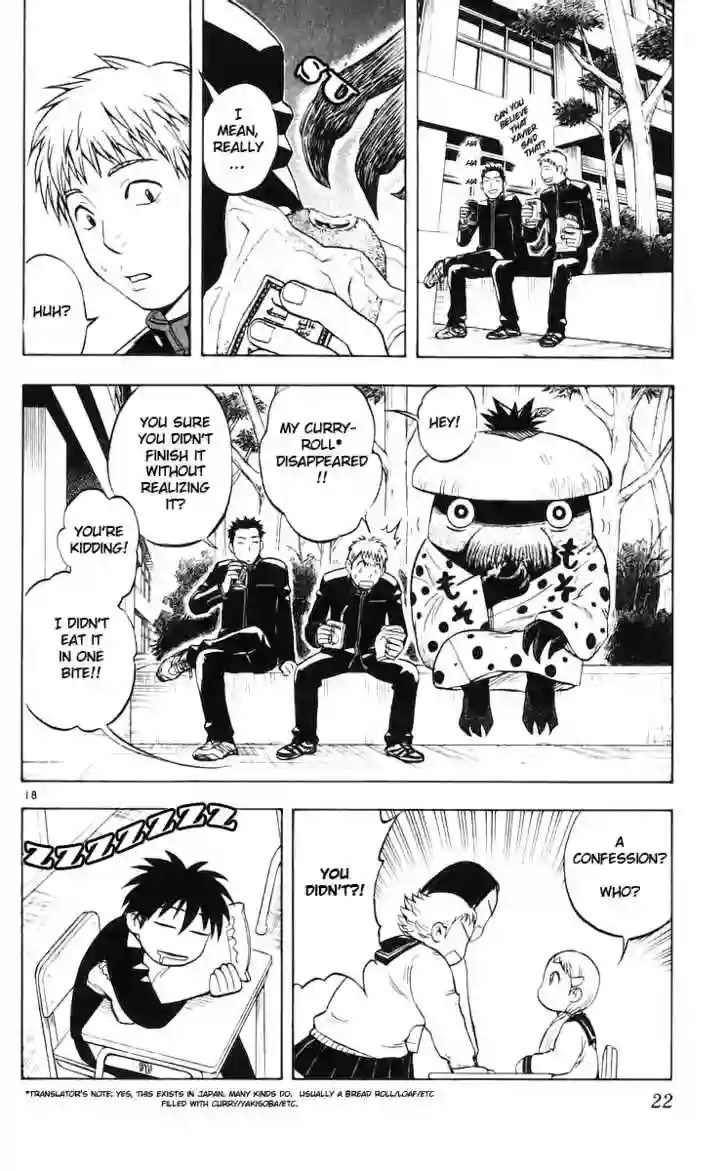 CAN YOU
BELIEVE
THAT
XAVIER
SAID
THAT?
HA
HA
HA
!!
SU
I
MEAN,
REALLY
...
HUH?
HEY!
もそ
もそ
MY CURRY-
ROLL*
DISAPPEARED
!!
YOU SURE
YOU DIDN'T
FINISH IT
WITHOUT
REALIZING
IT?
YOU'RE
KIDDING!
I DIDN'T
EAT IT
IN ONE
BITE!!
18
A
CONFESSION?
WHO?
YOU
DIDN'T?!
ZZZZZZZ
*TRANSLATOR'S NOTE: YES, THIS EXISTS IN JAPAN. MANY KINDS DO. USUALLY A BREAD ROLL/LOAF/ETC
FILLED WITH CURRY/YAKISOBA/ETC.
22